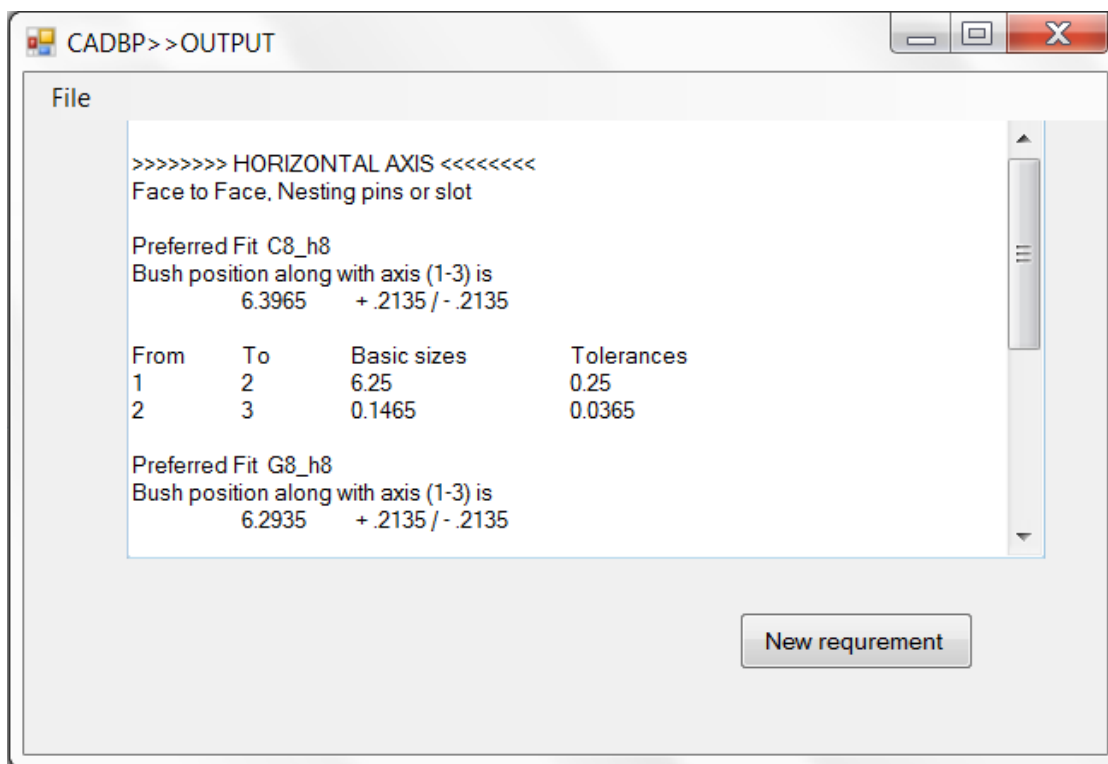 CADBP>>OUTPUT
File
>>>>>>>> HORIZONTAL AXIS <<<<<<<<
Face to Face, Nesting pins or slot
Preferred Fit C8_h8
Bush position along with axis (1-3) is
6.3965 + .2135 / - .2135
From To Basic sizes Tolerances
1 2 6.25 0.25
2 3 0.1465 0.0365
Preferred Fit G8_h8
Bush position along with axis (1-3) is
6.2935 + .2135 / - .2135
New requrement